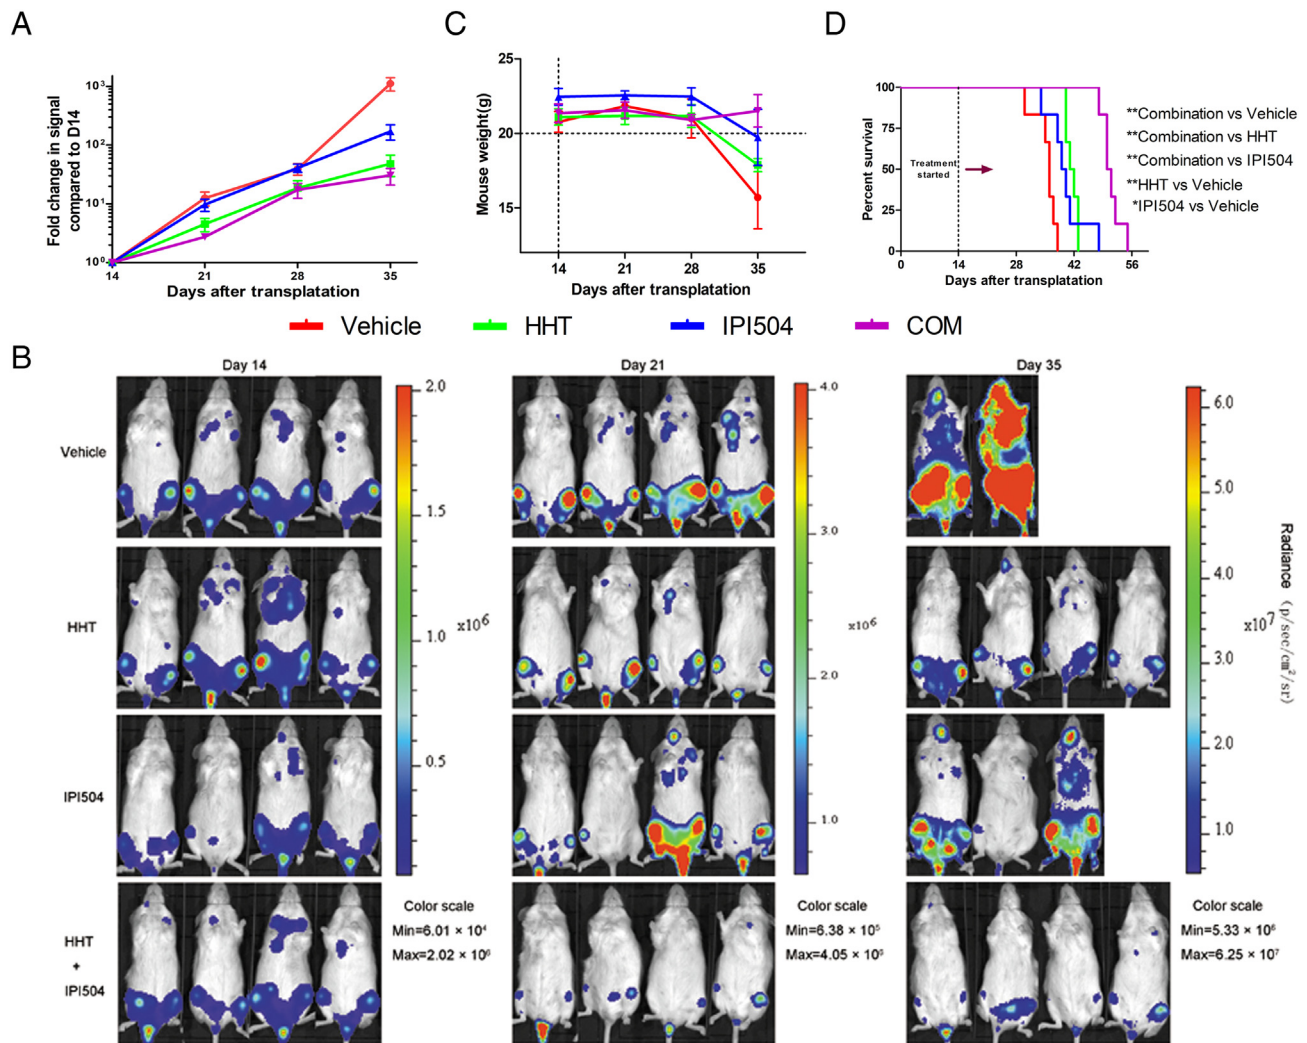 A
Fold change in signal
compared to D14
10³
10²
10¹
10⁰
14
21
28
35
Days after transplatation
C
Mouse weight(g)
25
20
15
14
21
28
35
Days after transplatation
D
Percent survival
100
75
50
25
0
Treatment
started
0
14
28
42
56
Days after transplatation
**Combination vs Vehicle
**Combination vs HHT
**Combination vs IPI504
**HHT vs Vehicle
*IPI504 vs Vehicle
Vehicle
HHT
IPI504
COM
B
Day 14
Day 21
Day 35
Vehicle
HHT
IPI504
HHT
+
IPI504
2.0
1.5
1.0
0.5
x10⁶
4.0
3.0
2.0
1.0
x10⁶
6.0
5.0
4.0
3.0
2.0
1.0
x10⁷
Radiance (p/sec/cm²/sr)
Color scale
Min=6.01 × 10⁴
Max=2.02 × 10⁶
Color scale
Min=6.38 × 10⁵
Max=4.05 × 10⁶
Color scale
Min=5.33 × 10⁶
Max=6.25 × 10⁷